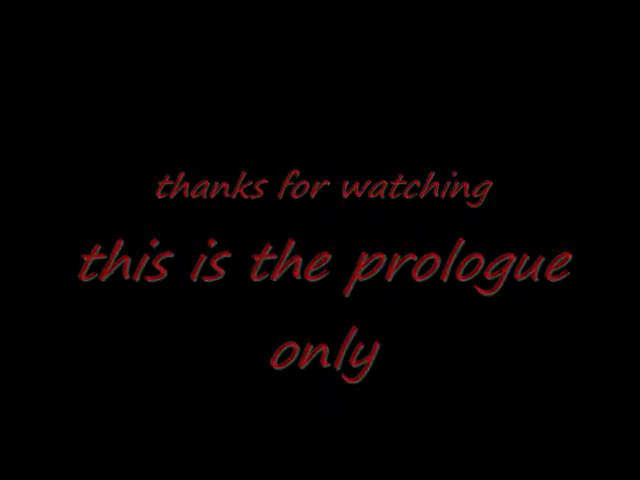 thanks for watching
this is the prologue
only